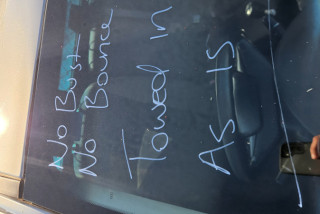 No Bust
No Bounce
Towed in
AS IS